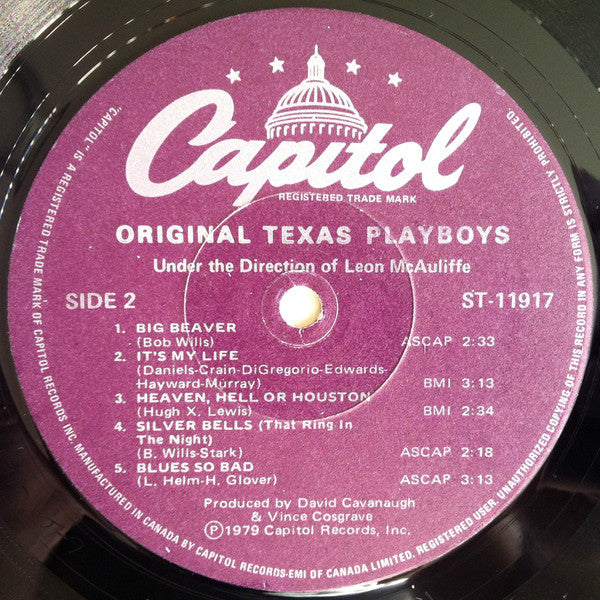 Capitol
REGISTERED TRADE MARK
ORIGINAL TEXAS PLAYBOYS
Under the Direction of Leon McAuliffe
SIDE 2 ST-11917
1. BIG BEAVER
(Bob Wills) ASCAP 2:33
2. IT'S MY LIFE
(Daniels-Crain-DiGregorio-Edwards-
Hayward-Murray) BMI 3:13
3. HEAVEN, HELL OR HOUSTON
(Hugh X. Lewis) BMI 2:34
4. SILVER BELLS (That Ring In
The Night)
(B. Wills-Stark) ASCAP 2:18
5. BLUES SO BAD
(L. Helm-H. Glover) ASCAP 3:13
Produced by David Cavanaugh
& Vince Cosgrave
Ⓟ1979 Capitol Records, Inc.
"CAPITOL" IS A REGISTERED TRADE MARK OF CAPITOL RECORDS INC. MANUFACTURED IN CANADA BY CAPITOL RECORDS-EMI OF CANADA LIMITED. REGISTERED USER. UNAUTHORIZED COPYING OF THIS RECORD IN ANY FORM IS STRICTLY PROHIBITED.